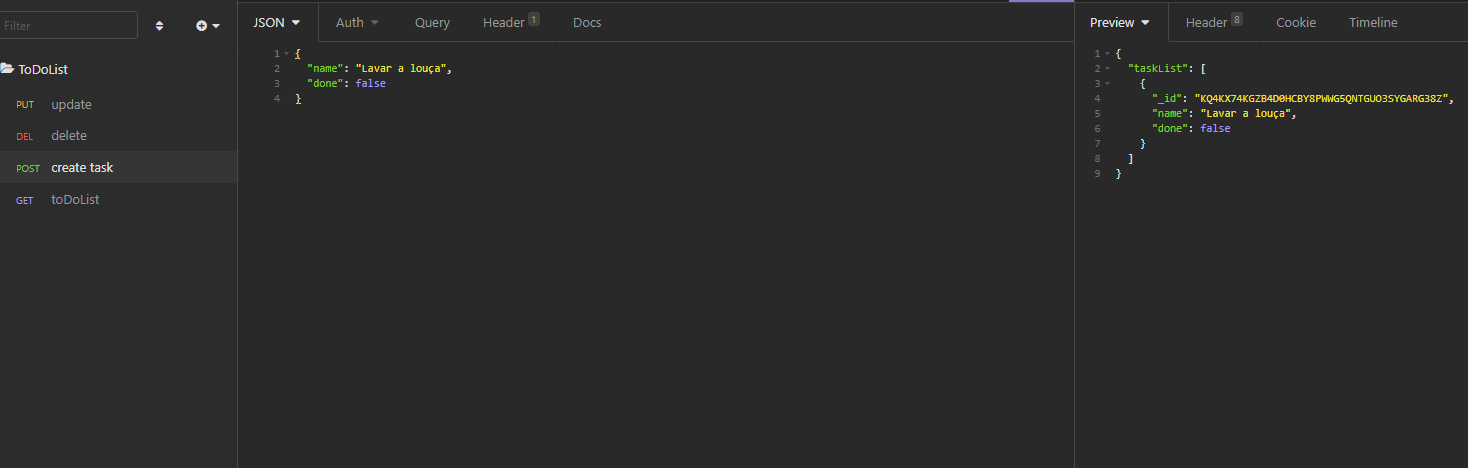 Filter
ToDoList
PUT update
DEL delete
POST create task
GET toDoList
JSON Auth Query Header 1 Docs
1 {
2 "name": "Lavar a louça",
3 "done": false
4 }
Preview Header 8 Cookie Timeline
1 {
2 "taskList": [
3 {
4 "_id": "KQ4KX74KGZB4D0HCBY8PWWG5QNTGUO3SYGARG38Z",
5 "name": "Lavar a louça",
6 "done": false
7 }
8 ]
9 }